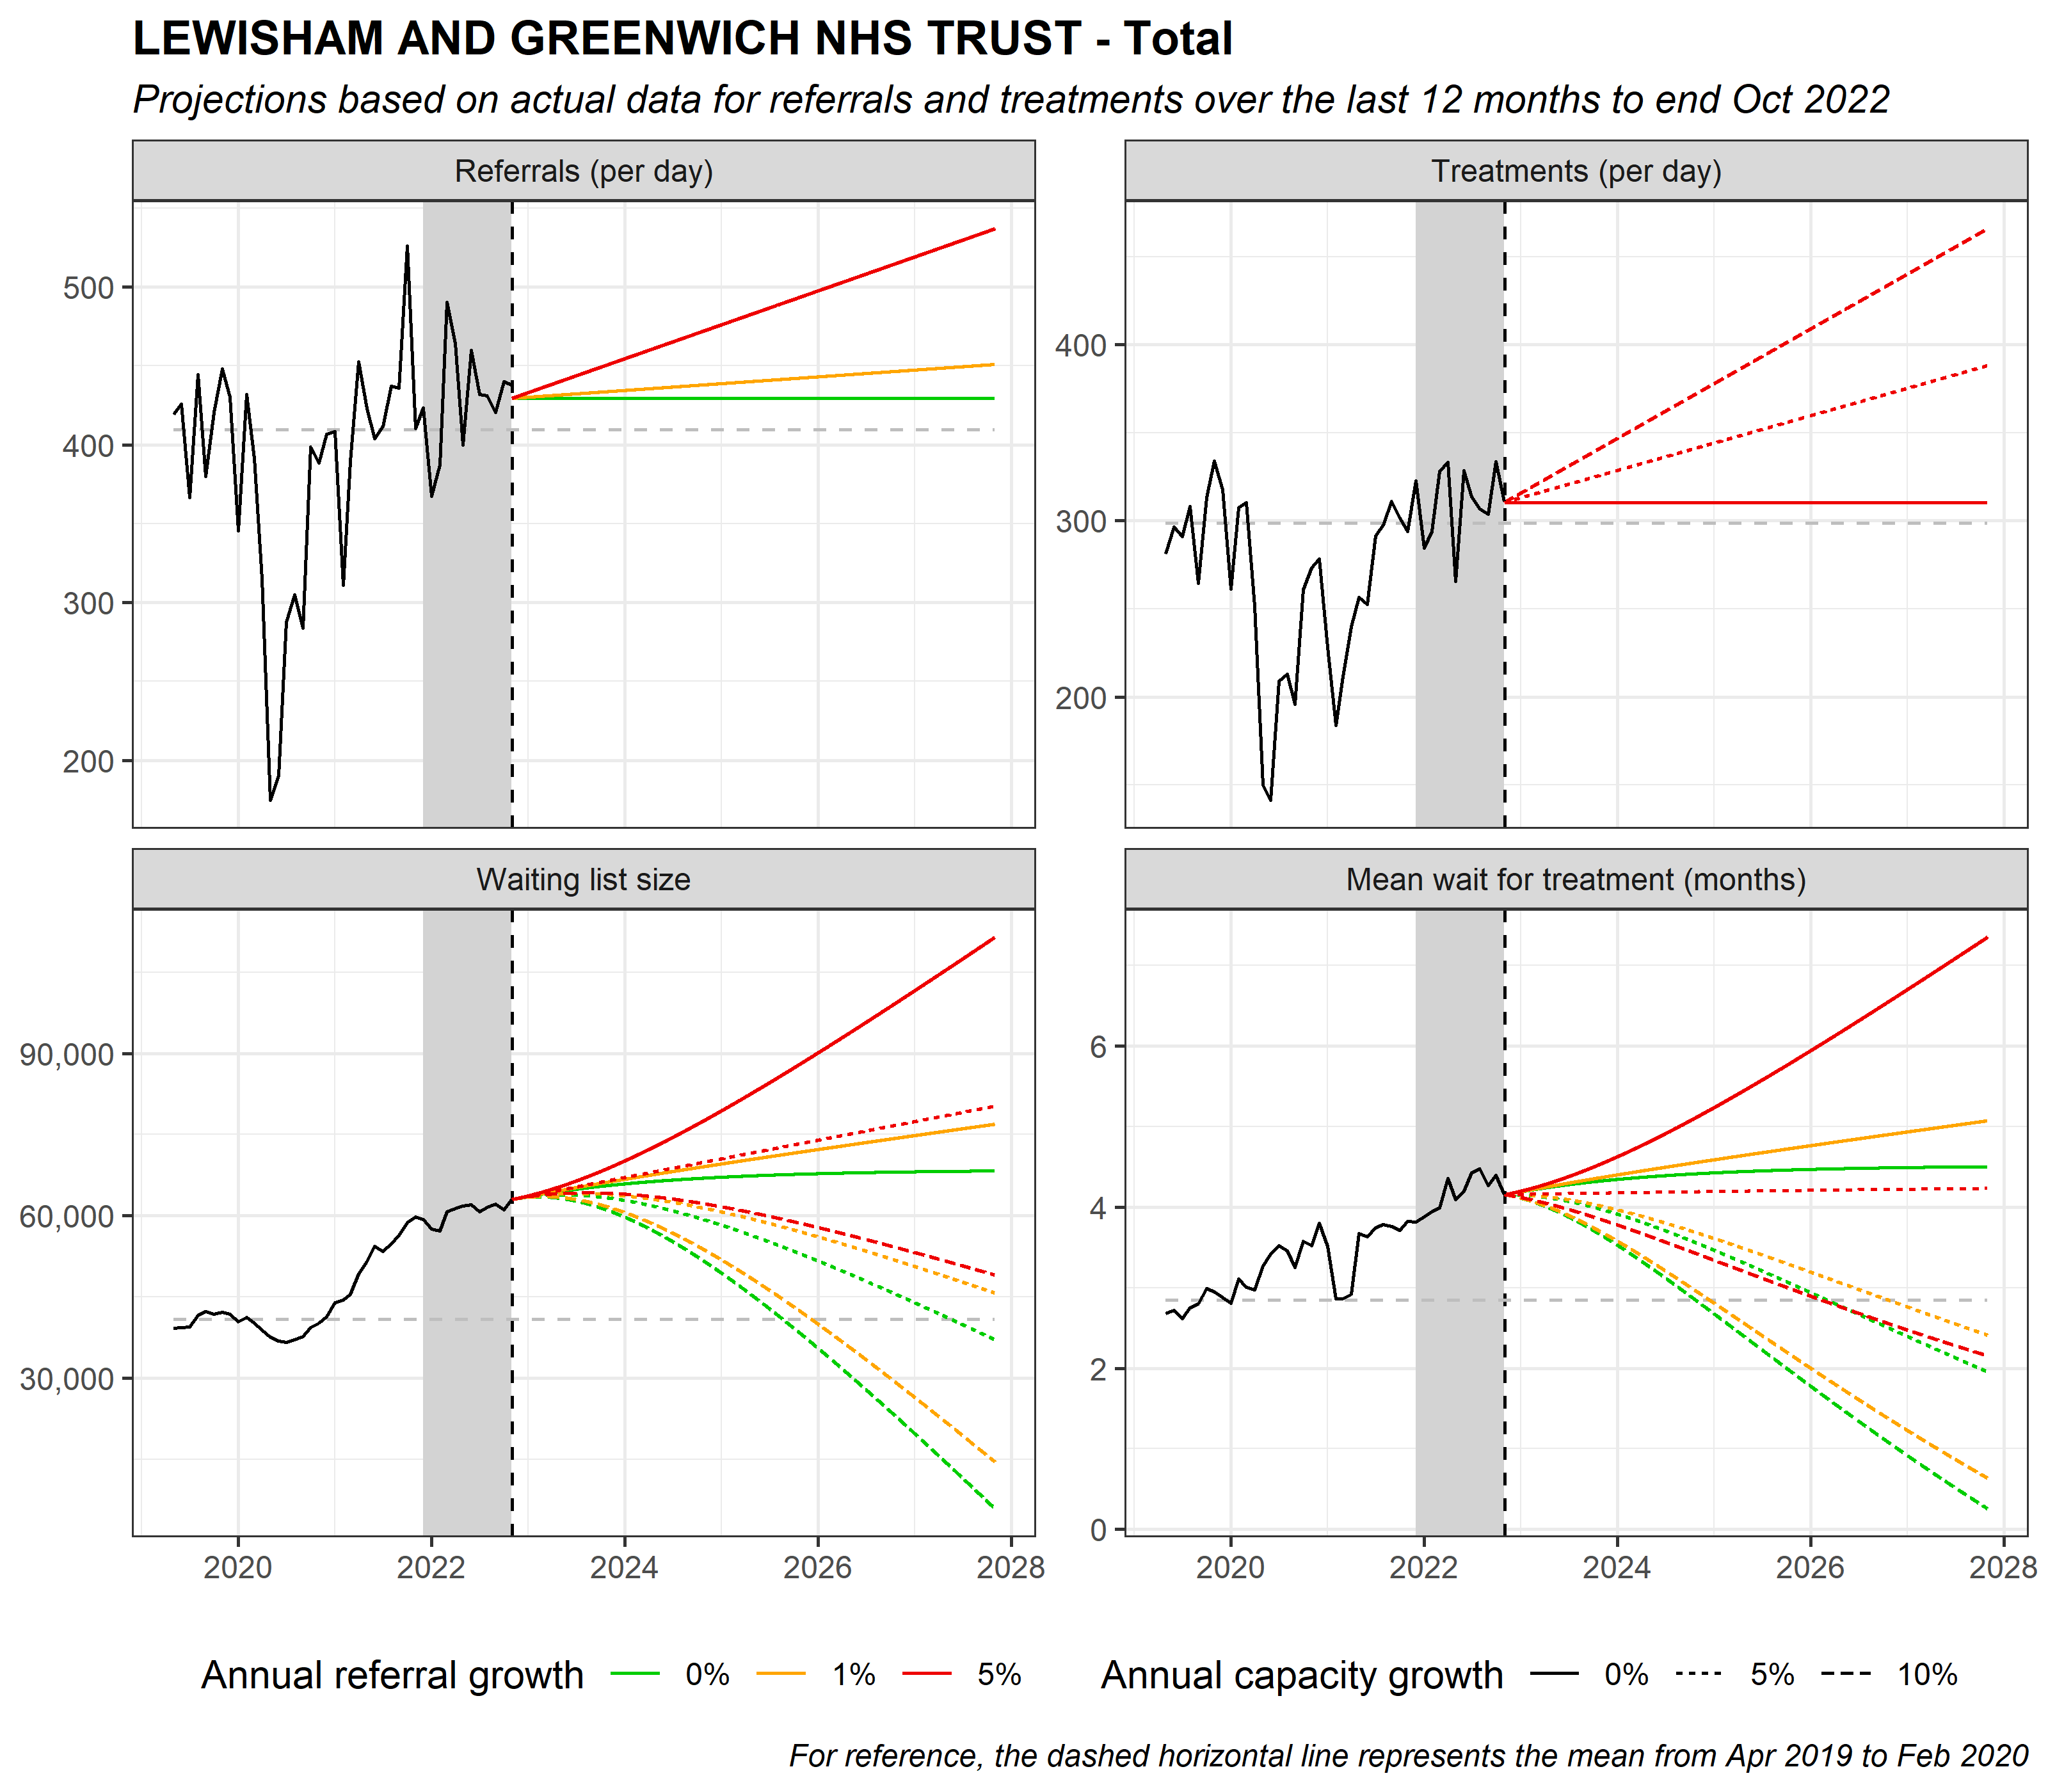 LEWISHAM AND GREENWICH NHS TRUST - Total
Projections based on actual data for referrals and treatments over the last 12 months to end Oct 2022
Referrals (per day)
Treatments (per day)
500
400
300
200
400
300
200
Waiting list size
Mean wait for treatment (months)
90,000
60,000
30,000
6
4
2
0
2020 2022 2024 2026 2028
2020 2022 2024 2026 2028
Annual referral growth 0% 1% 5%
Annual capacity growth 0% 5% 10%
For reference, the dashed horizontal line represents the mean from Apr 2019 to Feb 2020